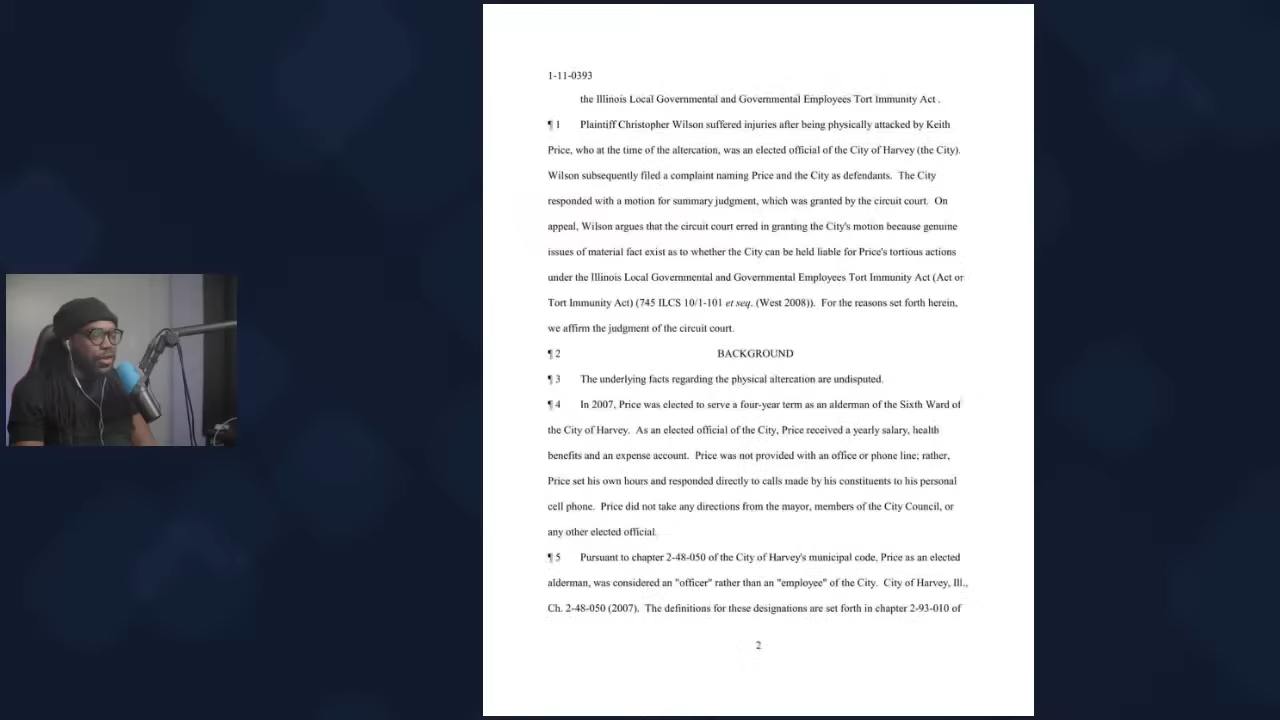 1-11-0393
the Illinois Local Governmental and Governmental Employees Tort Immunity Act .
¶ 1 Plaintiff Christopher Wilson suffered injuries after being physically attacked by Keith
Price, who at the time of the altercation, was an elected official of the City of Harvey (the City).
Wilson subsequently filed a complaint naming Price and the City as defendants. The City
responded with a motion for summary judgment, which was granted by the circuit court. On
appeal, Wilson argues that the circuit court erred in granting the City's motion because genuine
issues of material fact exist as to whether the City can be held liable for Price's tortious actions
under the Illinois Local Governmental and Governmental Employees Tort Immunity Act (Act or
Tort Immunity Act) (745 ILCS 10/1-101 et seq. (West 2008)). For the reasons set forth herein,
we affirm the judgment of the circuit court.
¶ 2 BACKGROUND
¶ 3 The underlying facts regarding the physical altercation are undisputed.
¶ 4 In 2007, Price was elected to serve a four-year term as an alderman of the Sixth Ward of
the City of Harvey. As an elected official of the City, Price received a yearly salary, health
benefits and an expense account. Price was not provided with an office or phone line; rather,
Price set his own hours and responded directly to calls made by his constituents to his personal
cell phone. Price did not take any directions from the mayor, members of the City Council, or
any other elected official.
¶ 5 Pursuant to chapter 2-48-050 of the City of Harvey's municipal code, Price as an elected
alderman, was considered an "officer" rather than an "employee" of the City. City of Harvey, Ill.,
Ch. 2-48-050 (2007). The definitions for these designations are set forth in chapter 2-93-010 of
2